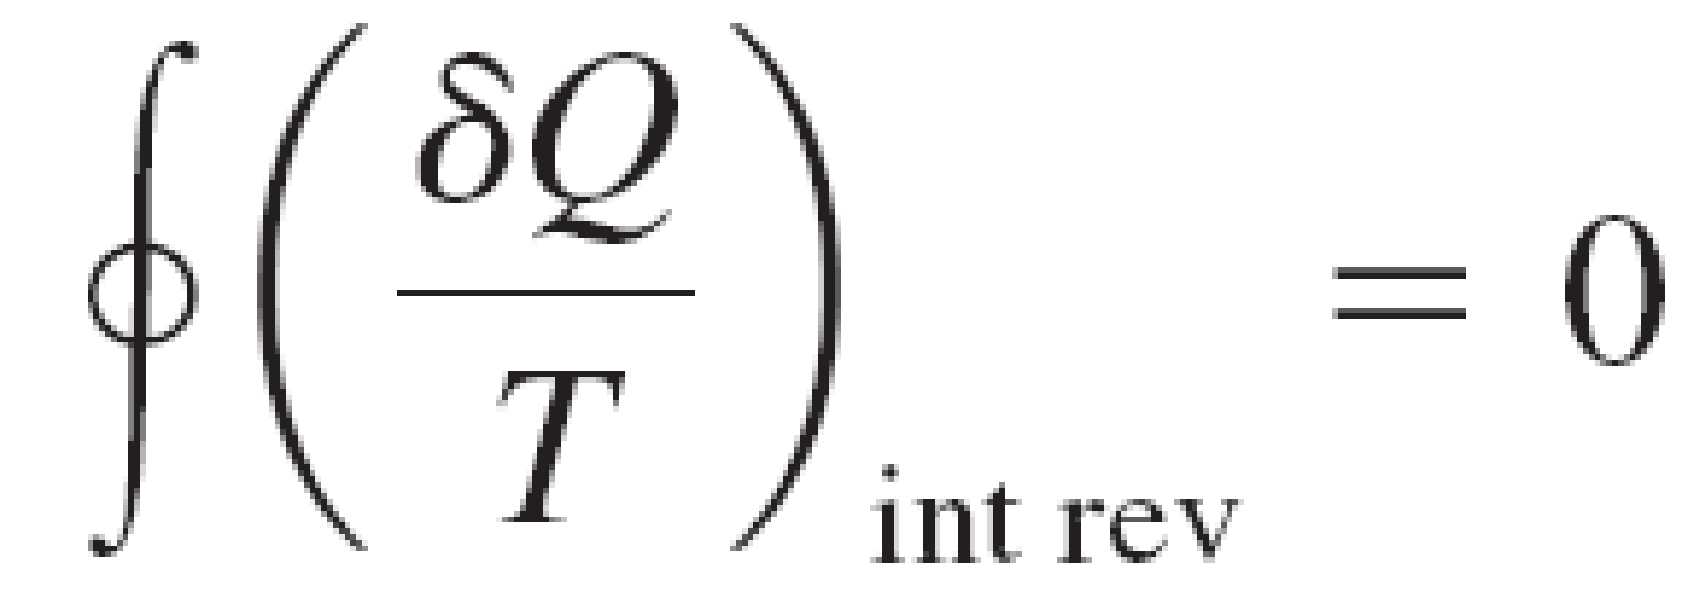 ∮ (δQ / T) int rev = 0